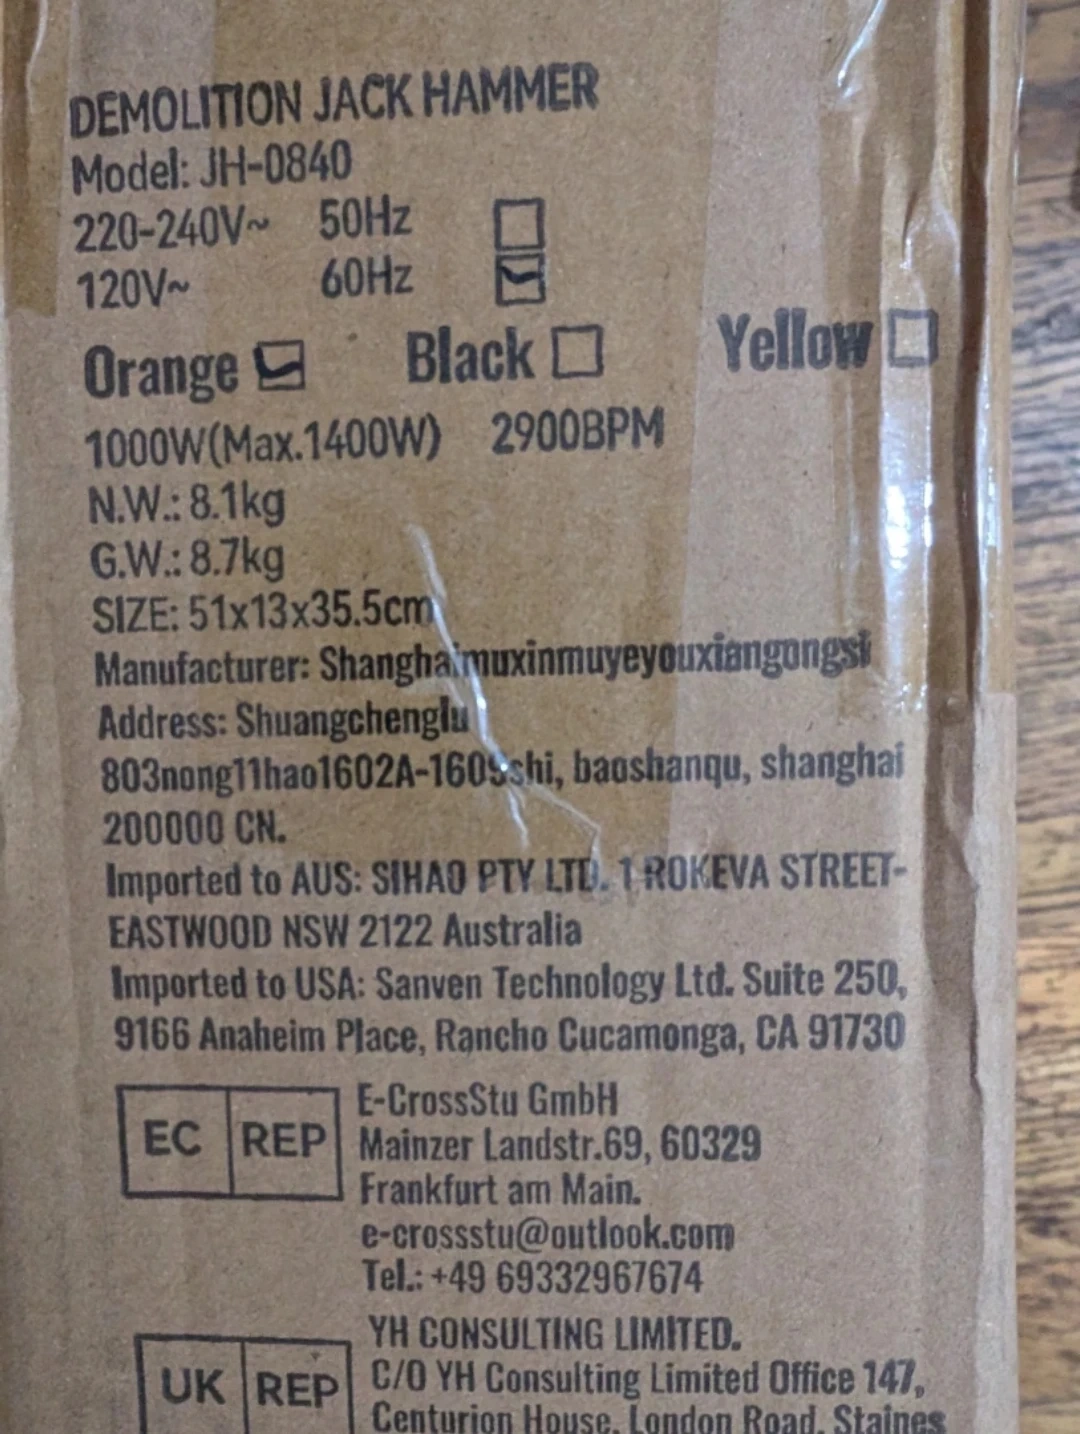 DEMOLITION JACK HAMMER
Model: JH-0840
220-240V~ 50Hz
120V~ 60Hz
Orange Black Yellow
1000W(Max.1400W) 2900BPM
N.W.: 8.1kg
G.W.: 8.7kg
SIZE: 51x13x35.5cm
Manufacturer: Shanghaimuxinmuyeyouxiangongsi
Address: Shuangchenglu
803nong11hao1602A-1609shi, baoshanqu, shanghai
200000 CN.
Imported to AUS: SIHAO PTY LTD. 1 ROKEVA STREET-
EASTWOOD NSW 2122 Australia
Imported to USA: Sanven Technology Ltd. Suite 250,
9166 Anaheim Place, Rancho Cucamonga, CA 91730
EC REP
E-CrossStu GmbH
Mainzer Landstr.69, 60329
Frankfurt am Main.
e-crossstu@outlook.com
Tel.: +49 69332967674
UK REP
YH CONSULTING LIMITED.
C/O YH Consulting Limited Office 147,
Centurion House, London Road, Staines